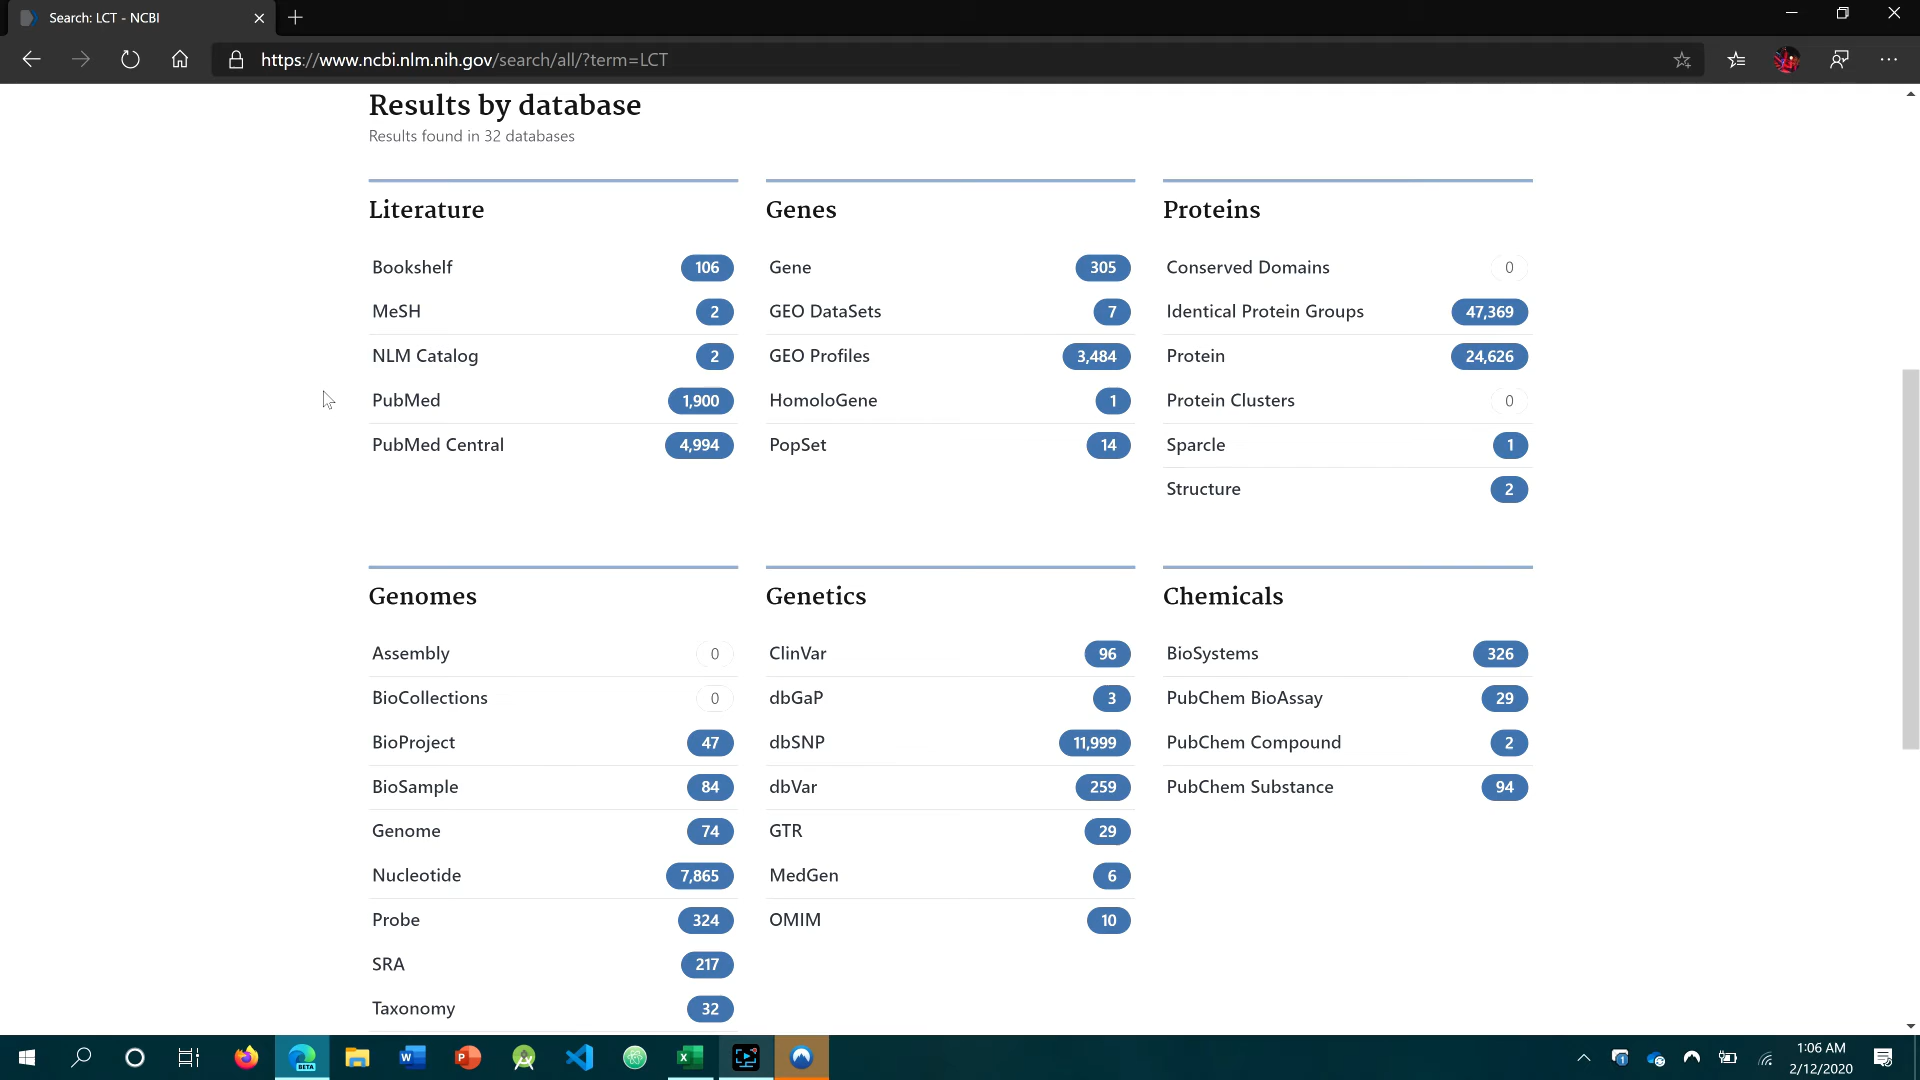 Search: LCT - NCBI
https://www.ncbi.nlm.nih.gov/search/all/?term=LCT
Results by database
Results found in 32 databases
Literature
Bookshelf 106
MeSH 2
NLM Catalog 2
PubMed 1,900
PubMed Central 4,994
Genes
Gene 305
GEO DataSets 7
GEO Profiles 3,484
HomoloGene 1
PopSet 14
Proteins
Conserved Domains 0
Identical Protein Groups 47,369
Protein 24,626
Protein Clusters 0
Sparcle 1
Structure 2
Genomes
Assembly 0
BioCollections 0
BioProject 47
BioSample 84
Genome 74
Nucleotide 7,865
Probe 324
SRA 217
Taxonomy 32
Genetics
ClinVar 96
dbGaP 3
dbSNP 11,999
dbVar 259
GTR 29
MedGen 6
OMIM 10
Chemicals
BioSystems 326
PubChem BioAssay 29
PubChem Compound 2
PubChem Substance 94
BETA
1:06 AM
2/12/2020